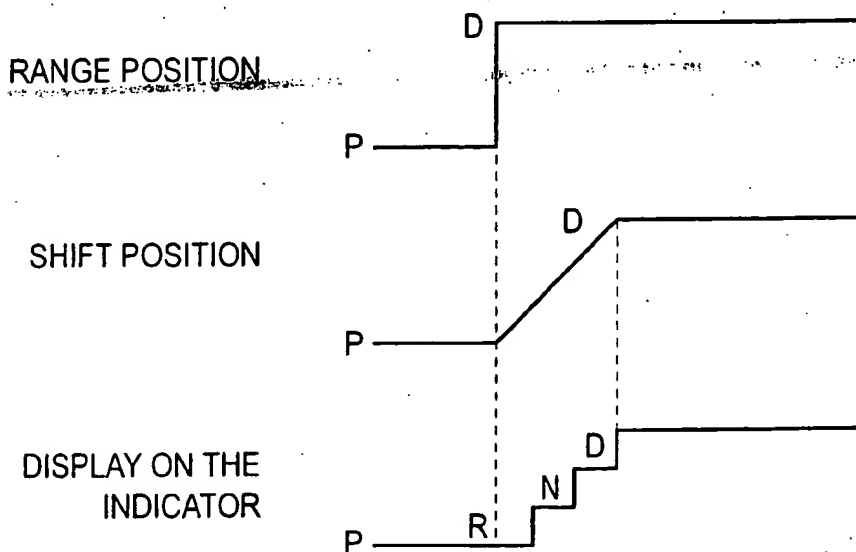 D
RANGE POSITION
P
D
SHIFT POSITION
P
D
DISPLAY ON THE
N
INDICATOR
R
P